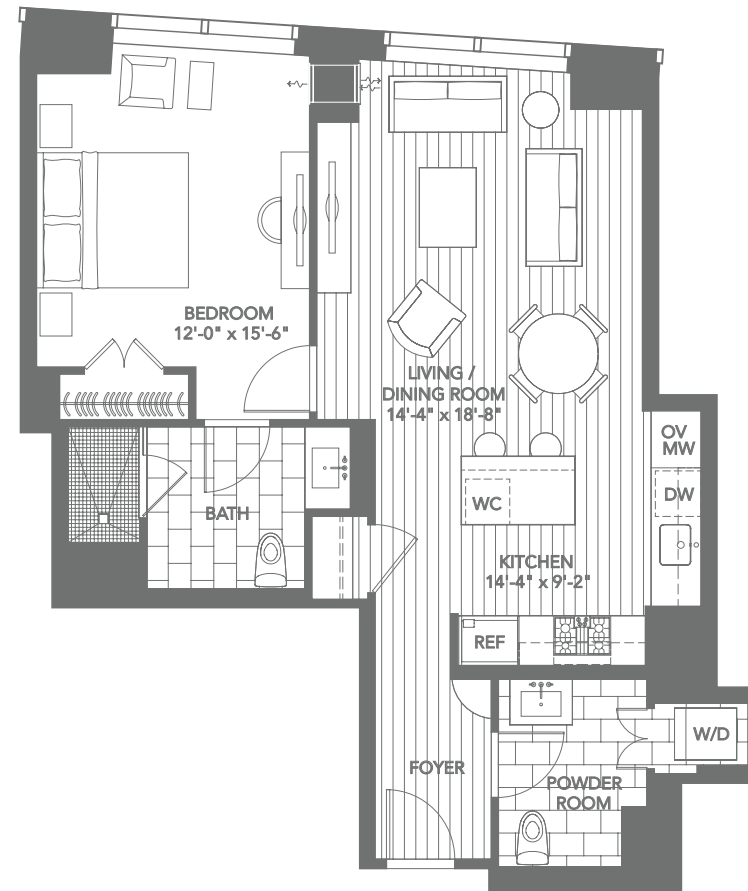 BEDROOM
12'-0" x 15'-6"
LIVING /
DINING ROOM
14'-4" x 18'-8"
OV
MW
DW
WC
BATH
KITCHEN
14'-4" x 9'-2"
REF
W/D
FOYER
POWDER
ROOM